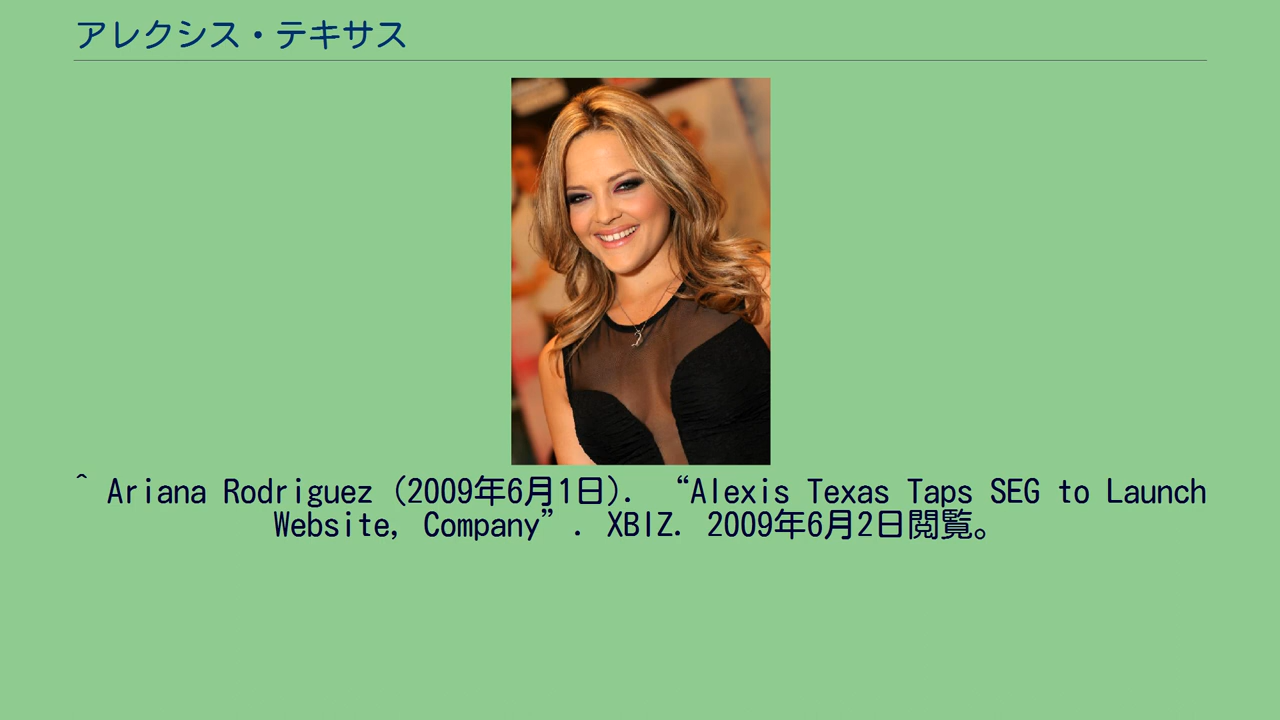 アレクシス・テキサス
^ Ariana Rodriguez (2009年6月1日). “Alexis Texas Taps SEG to Launch
Website, Company”. XBIZ. 2009年6月2日閲覧。